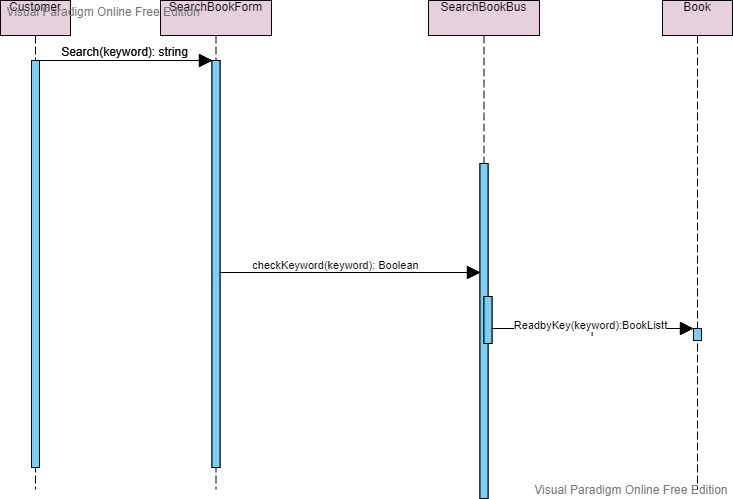 Customer
Visual Paradigm Online Free Edition
SearchBookForm
SearchBookBus
Book
Search(keyword): string
checkKeyword(keyword): Boolean
ReadbyKey(keyword):BookListt
Visual Paradigm Online Free Edition